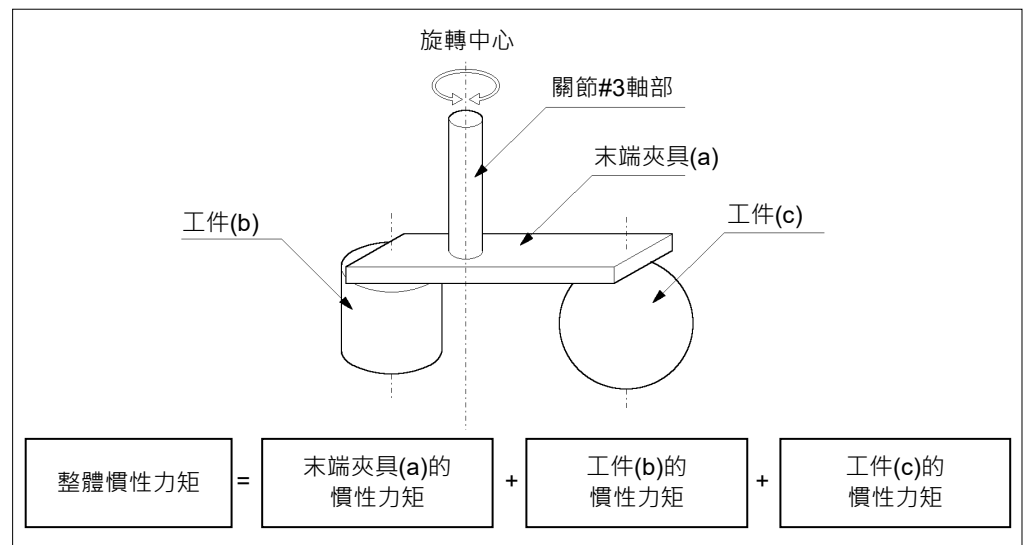 旋轉中心
關節#3軸部
末端夾具(a)
工件(b)
工件(c)
整體慣性力矩 = 末端夾具(a)的 + 工件(b)的 + 工件(c)的
慣性力矩 慣性力矩 慣性力矩